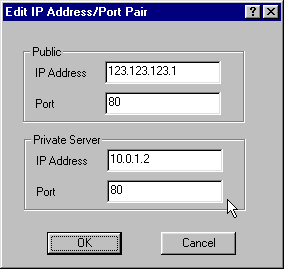 Edit IP Address/Port Pair
Public
IP Address 123.123.123.1
Port 80
Private Server
IP Address 10.0.1.2
Port 80
OK Cancel